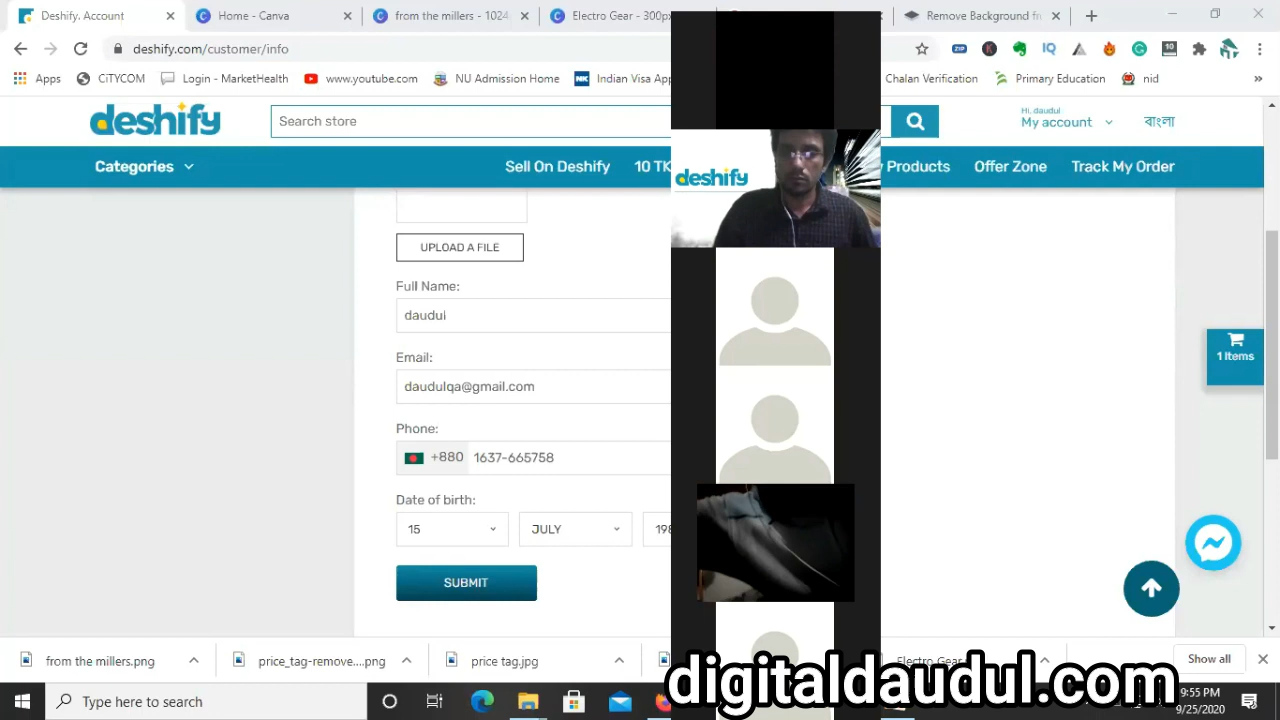 from the millers - 1024
Electro Gear - 300p
Remove Background fr
deshify.com/customer/info
Apps
CiTYCOM
Login - MarketHealth
www.youtube.com
NU Admission Home
Indian Visa App
Chalan Verification
Primary Education
nid
deshify
Search store
Hi, daudul
My account
বাংলা
Categories
Sell On Deshify
10 TK
Products
Offer Zone
Track My Order
deshify
UPLOAD A FILE
Full Name:
daudul
Email:
daudulqa@gmail.com
1 Items
Phone:
+880 1637-665758
Date of birth:
15 JULY 198
SUBMIT
from the millers.png
price_tag-remove....png
price tag.jpg
Electro Gear
Show all
digitaldaudul.com
Type here to search
9:55 PM
9/25/2020